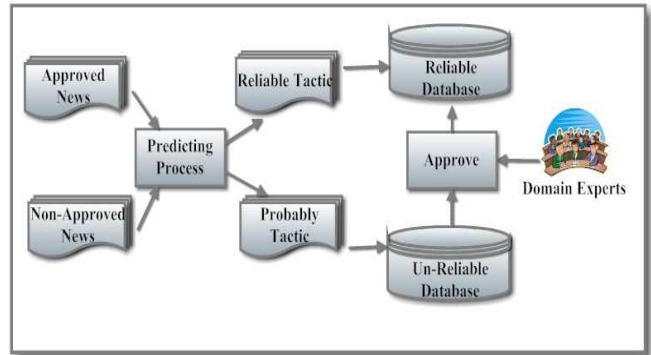 Approved
News
Reliable Tactic
Reliable
Database
Predicting
Process
Approve
Domain Experts
Non-Approved
News
Probably
Tactic
Un-Reliable
Database